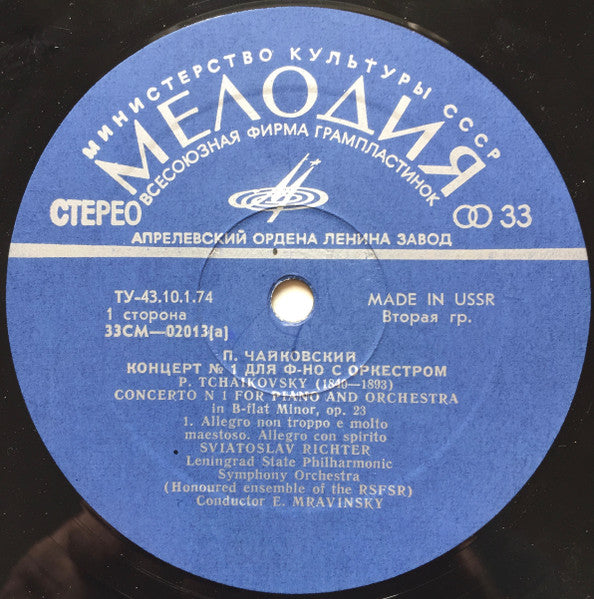 МИНИСТЕРСТВО КУЛЬТУРЫ СССР
МЕЛОДИЯ
ВСЕСОЮЗНАЯ ФИРМА ГРАМПЛАСТИНОК
СТЕРЕО
33
АПРЕЛЕВСКИЙ ОРДЕНА ЛЕНИНА ЗАВОД
ТУ-43.10.1.74
1 сторона
33СМ—02013(а)
MADE IN USSR
Вторая гр.
П. ЧАЙКОВСКИЙ
КОНЦЕРТ № 1 ДЛЯ Ф-НО С ОРКЕСТРОМ
P. TCHAIKOVSKY (1840—1893)
CONCERTO N 1 FOR PIANO AND ORCHESTRA
in B-flat Minor, op. 23
1. Allegro non troppo e molto
maestoso. Allegro con spirito
SVIATOSLAV RICHTER
Leningrad State Philharmonic
Symphony Orchestra
(Honoured ensemble of the RSFSR)
Conductor E. MRAVINSKY